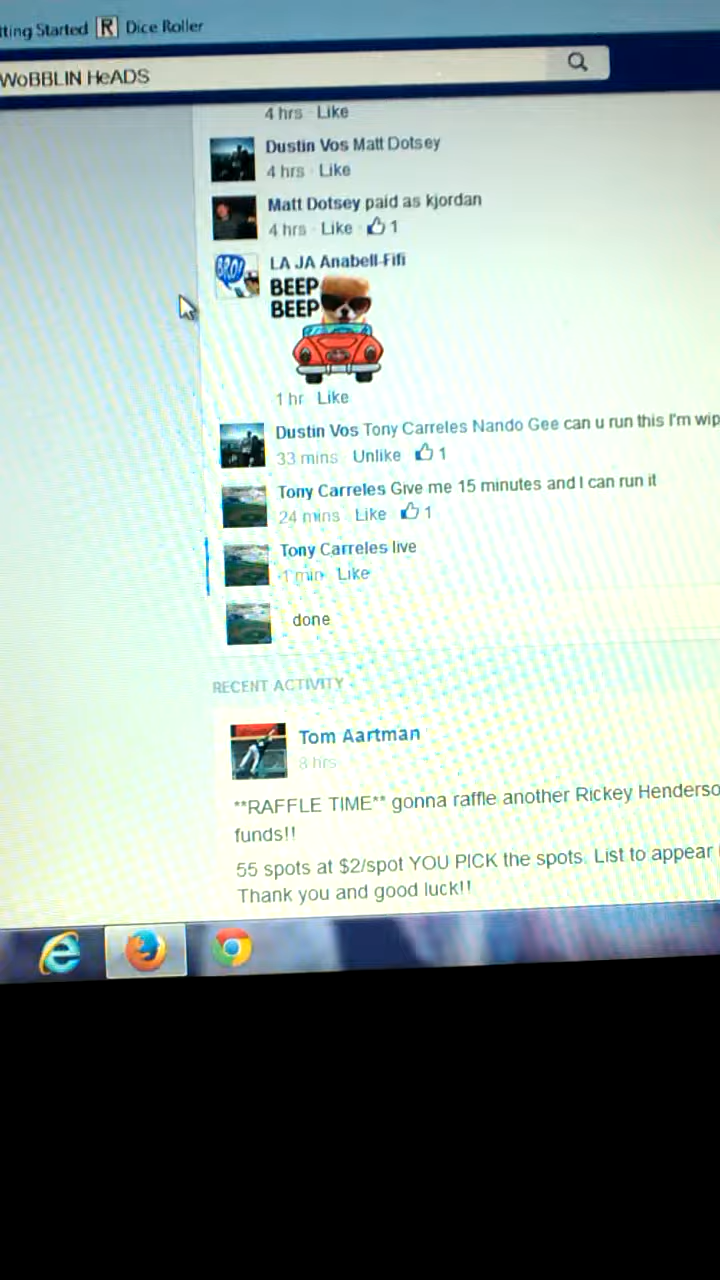 tting Started R Dice Roller
WoBBLIN HeADS
4 hrs · Like
Dustin Vos Matt Dotsey
4 hrs · Like
Matt Dotsey paid as kjordan
4 hrs · Like · 1
LA JA Anabell-Fifi
BRO!
BEEP
BEEP
1 hr · Like
Dustin Vos Tony Carreles Nando Gee can u run this I'm wip
33 mins · Unlike · 1
Tony Carreles Give me 15 minutes and I can run it
24 mins · Like · 1
Tony Carreles live
1 min · Like
done
RECENT ACTIVITY
Tom Aartman
8 hrs
**RAFFLE TIME** gonna raffle another Rickey Henderso
funds!!
55 spots at $2/spot YOU PICK the spots. List to appear
Thank you and good luck!!